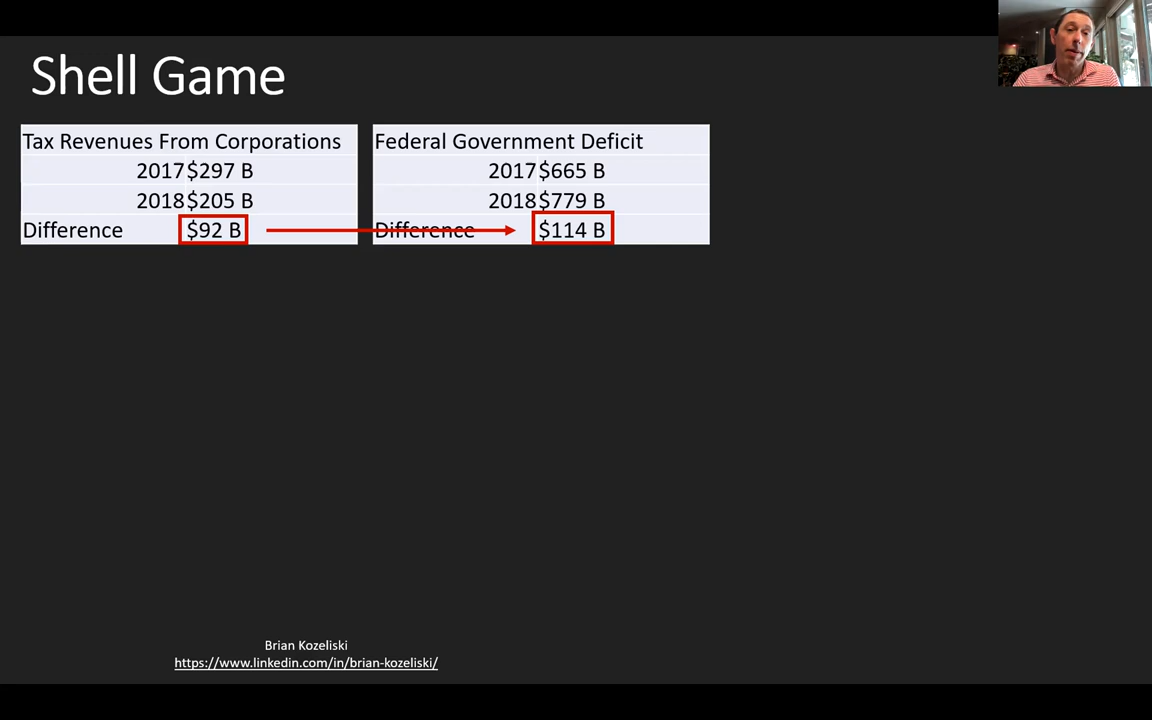 Shell Game
Tax Revenues From Corporations
2017 $297 B
2018 $205 B
Difference $92 B
Federal Government Deficit
2017 $665 B
2018 $779 B
Difference $114 B
Brian Kozeliski
https://www.linkedin.com/in/brian-kozeliski/